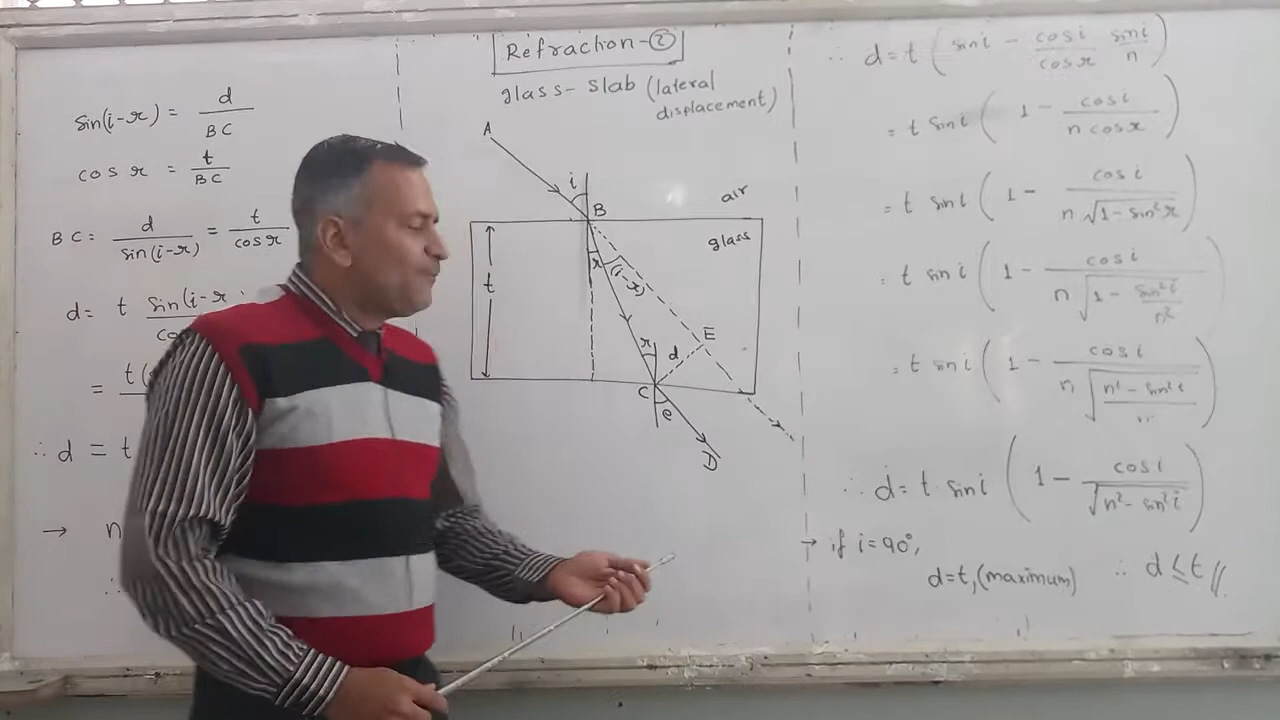 sin(i-r) = d/BC
cos r = t/BC
BC = d/sin(i-r) = t/cos r
d = t sin(i-r
= t(
∴ d = t
→ n
∴
Refraction-②
glass-slab (lateral
displacement)
A
i
B
air
glass
r
(i-r)
t
r
d
E
C
e
D
∴ d = t ( sin i - cos i/cos r sin i/n )
= t sin i ( 1 - cos i/n cos r )
= t sin i ( 1 - cos i/n √(1 - sin²r) )
= t sin i ( 1 - cos i/n √(1 - sin²i/n²) )
= t sin i ( 1 - cos i/n √(n² - sin²i/n²) )
∴ d = t sin i ( 1 - cos i/√(n² - sin²i) )
→ if i = 90°,
d = t, (maximum) ∴ d ≤ t //